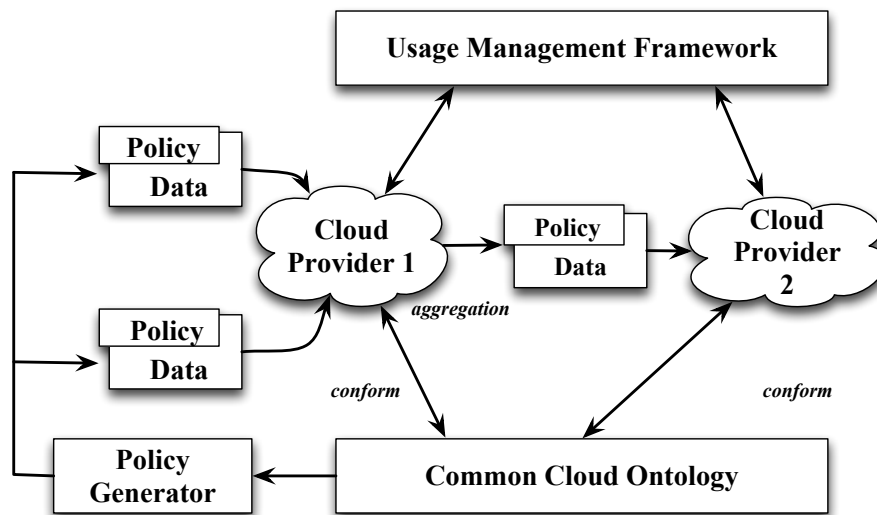 Usage Management Framework
Policy
Data
Cloud
Provider 1
Policy
Data
Cloud
Provider
2
aggregation
Policy
Data
conform
conform
Policy
Generator
Common Cloud Ontology